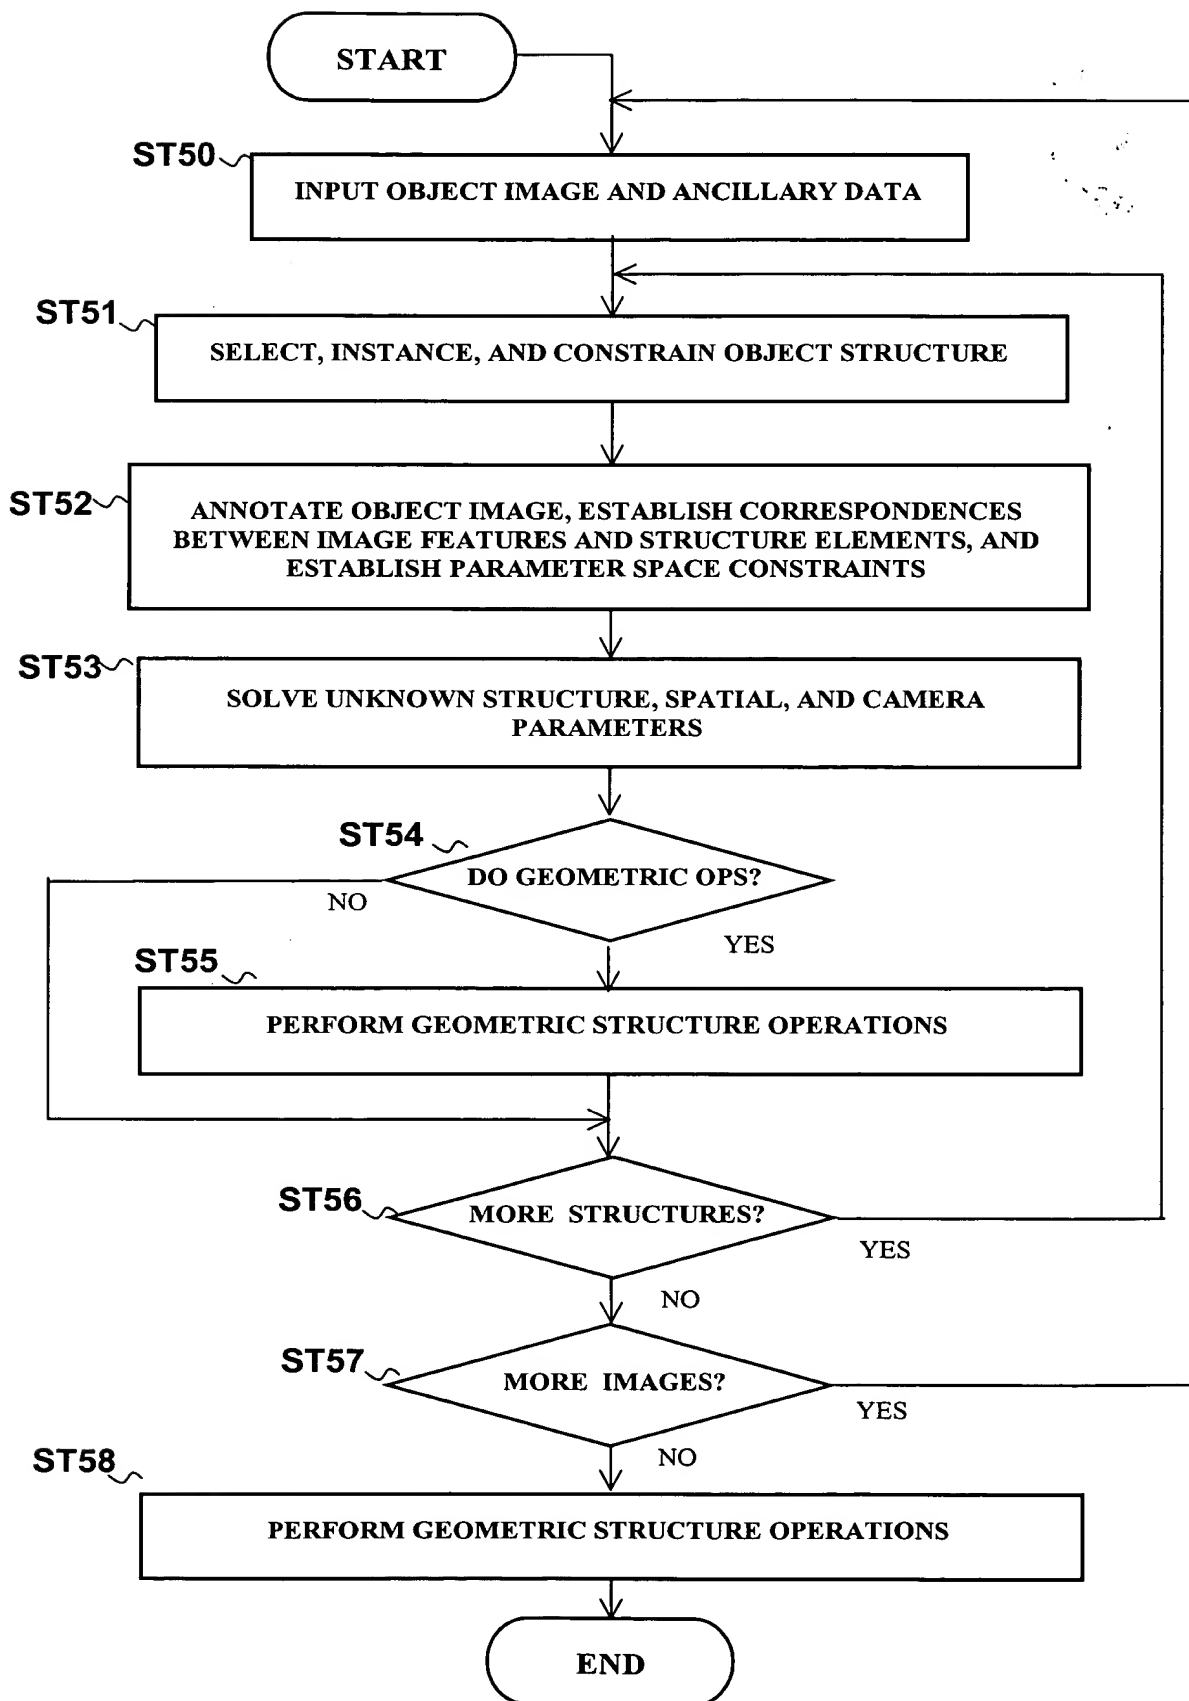 START
ST50
INPUT OBJECT IMAGE AND ANCILLARY DATA
ST51
SELECT, INSTANCE, AND CONSTRAIN OBJECT STRUCTURE
ST52
ANNOTATE OBJECT IMAGE, ESTABLISH CORRESPONDENCES
BETWEEN IMAGE FEATURES AND STRUCTURE ELEMENTS, AND
ESTABLISH PARAMETER SPACE CONSTRAINTS
ST53
SOLVE UNKNOWN STRUCTURE, SPATIAL, AND CAMERA
PARAMETERS
ST54
DO GEOMETRIC OPS?
NO
YES
ST55
PERFORM GEOMETRIC STRUCTURE OPERATIONS
ST56
MORE STRUCTURES?
YES
NO
ST57
MORE IMAGES?
YES
NO
ST58
PERFORM GEOMETRIC STRUCTURE OPERATIONS
END